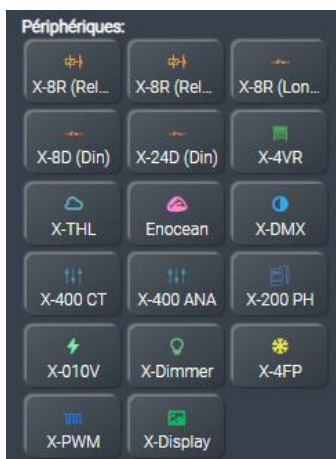 Périphériques:
X-8R (Rel... X-8R (Rel... X-8R (Lon...
X-8D (Din) X-24D (Din) X-4VR
X-THL Enocean X-DMX
X-400 CT X-400 ANA X-200 PH
X-010V X-Dimmer X-4FP
X-PWM X-Display